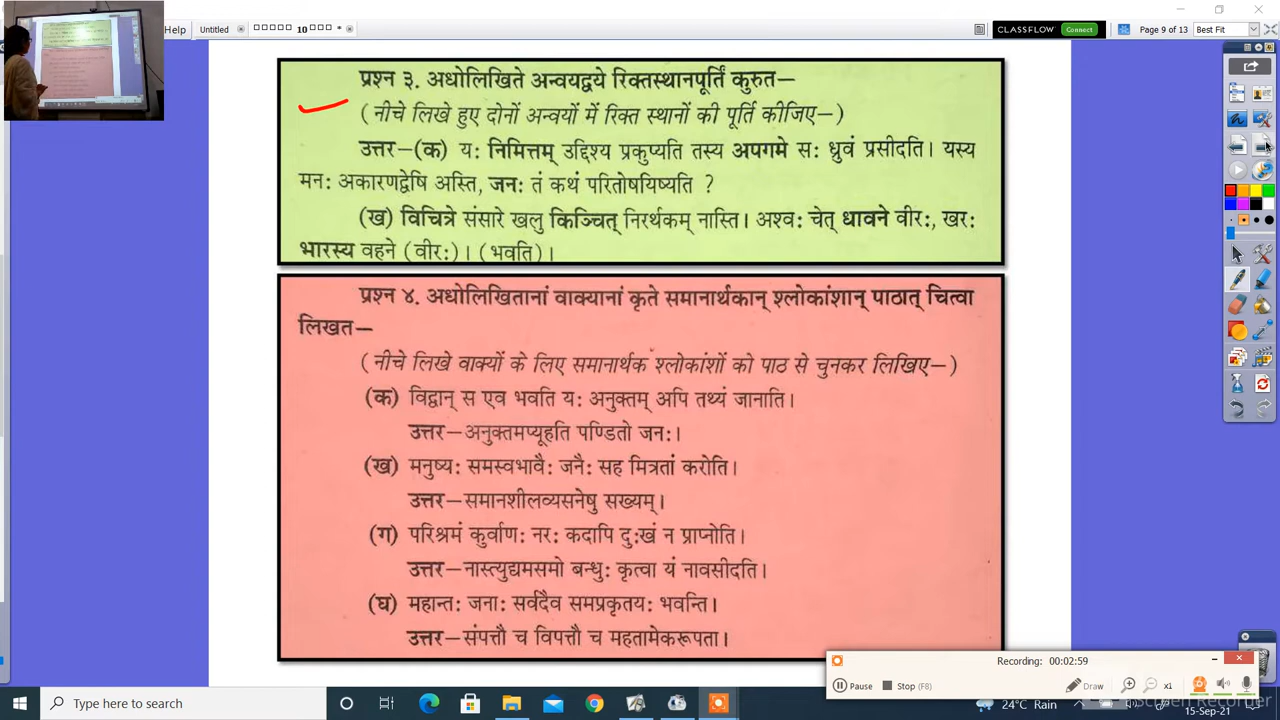 Help
Untitled
10 *
CLASSFLOW
Connect
Page 9 of 13
Best Fit
प्रश्न ३. अधोलिखिते अन्वयद्वये रिक्तस्थानपूर्तिं कुरुत–
(नीचे लिखे हुए दोनों अन्वयों में रिक्त स्थानों की पूर्ति कीजिए–)
उत्तर–(क) यः निमित्तम् उद्दिश्य प्रकुप्यति तस्य अपगमे सः ध्रुवं प्रसीदति। यस्य
मनः अकारणद्वेषि अस्ति, जनः तं कथं परितोषयिष्यति ?
(ख) विचित्रे संसारे खलु किञ्चित् निरर्थकम् नास्ति। अश्वः चेत् धावने वीरः, खरः
भारस्य वहने (वीरः)। (भवति)।
प्रश्न ४. अधोलिखितानां वाक्यानां कृते समानार्थकान् श्लोकांशान् पाठात् चित्वा
लिखत–
(नीचे लिखे वाक्यों के लिए समानार्थक श्लोकांशों को पाठ से चुनकर लिखिए–)
(क) विद्वान् स एव भवति यः अनुक्तम् अपि तथ्यं जानाति।
उत्तर–अनुक्तमप्यूहति पण्डितो जनः।
(ख) मनुष्यः समस्वभावैः जनैः सह मित्रतां करोति।
उत्तर–समानशीलव्यसनेषु सख्यम्।
(ग) परिश्रमं कुर्वाणः नरः कदापि दुःखं न प्राप्नोति।
उत्तर–नास्त्युद्यमसमो बन्धुः कृत्वा यं नावसीदति।
(घ) महान्तः जनाः सर्वदैव समप्रकृतयः भवन्ति।
उत्तर–संपत्तौ च विपत्तौ च महतामेकरूपता।
Recording: 00:02:59
Pause
Stop (F8)
Draw
x1
Screen Recorder
Type here to search
24°C Rain
15-Sep-21